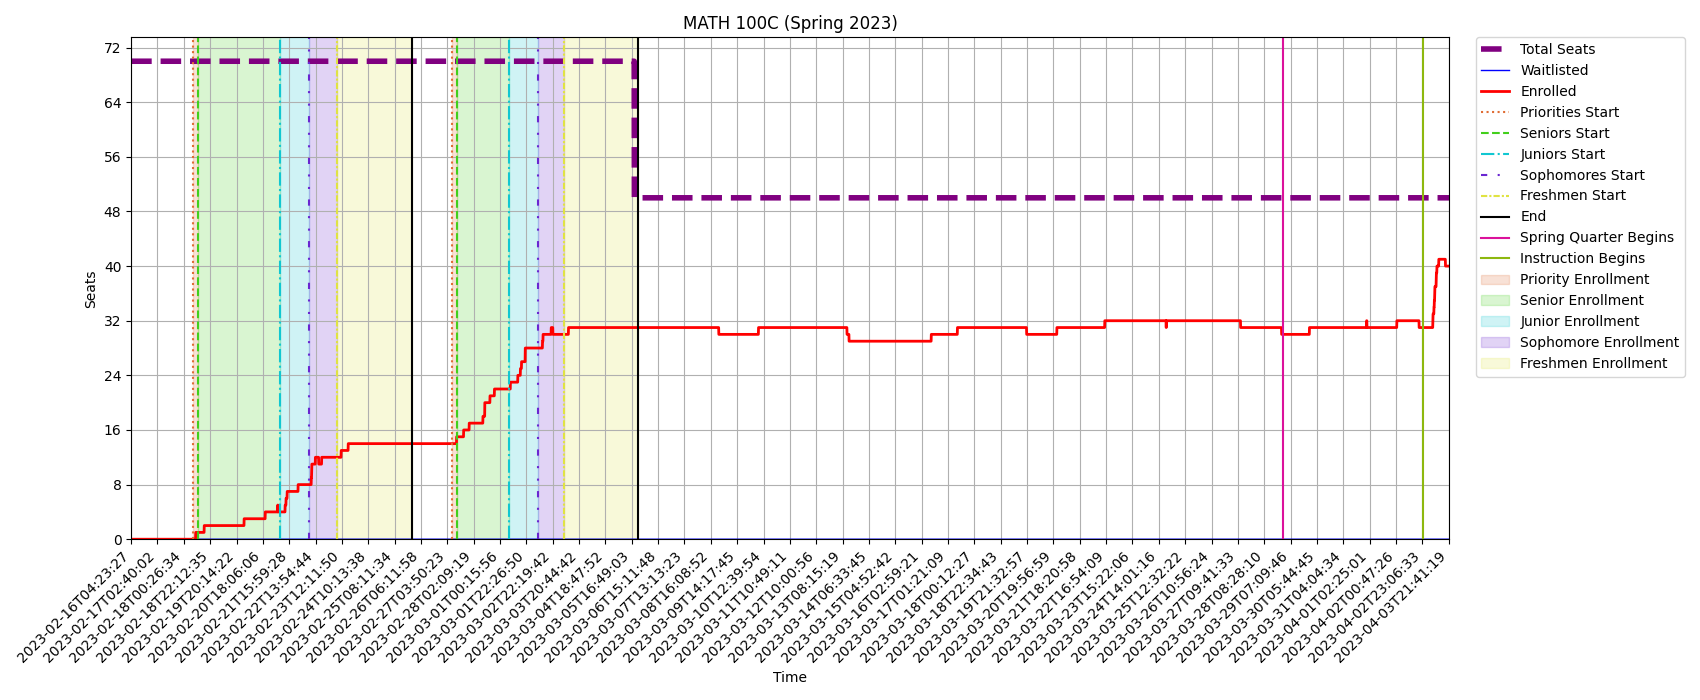 MATH 100C (Spring 2023)
72
64
56
48
40
32
24
16
8
0
Seats
2023-02-16T04:23:27
2023-02-17T02:40:02
2023-02-18T00:26:34
2023-02-18T22:12:35
2023-02-19T20:14:22
2023-02-20T18:06:06
2023-02-21T15:59:28
2023-02-22T13:54:44
2023-02-23T12:11:50
2023-02-24T10:13:38
2023-02-25T08:11:34
2023-02-26T06:11:58
2023-02-27T03:50:23
2023-02-28T02:09:19
2023-03-01T00:15:56
2023-03-01T22:26:50
2023-03-02T22:19:42
2023-03-03T20:44:42
2023-03-04T18:47:52
2023-03-05T16:49:03
2023-03-06T15:11:48
2023-03-07T13:13:23
2023-03-08T16:08:52
2023-03-09T14:17:45
2023-03-10T12:39:54
2023-03-11T10:49:11
2023-03-12T10:00:56
2023-03-13T08:15:19
2023-03-14T06:33:45
2023-03-15T04:52:42
2023-03-16T02:59:21
2023-03-17T01:21:09
2023-03-18T00:12:27
2023-03-18T22:34:43
2023-03-19T21:32:57
2023-03-20T19:56:59
2023-03-21T18:20:58
2023-03-22T16:54:09
2023-03-23T15:22:06
2023-03-24T14:01:16
2023-03-25T12:32:22
2023-03-26T10:56:24
2023-03-27T09:41:33
2023-03-28T08:28:10
2023-03-29T07:09:46
2023-03-30T05:44:45
2023-03-31T04:04:34
2023-04-01T02:25:01
2023-04-02T00:47:26
2023-04-02T23:06:33
2023-04-03T21:41:19
Time
Total Seats
Waitlisted
Enrolled
Priorities Start
Seniors Start
Juniors Start
Sophomores Start
Freshmen Start
End
Spring Quarter Begins
Instruction Begins
Priority Enrollment
Senior Enrollment
Junior Enrollment
Sophomore Enrollment
Freshmen Enrollment